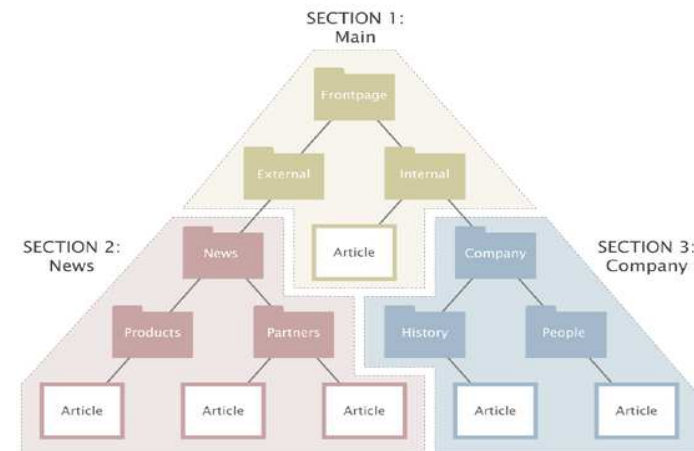 SECTION 1:
Main
Frontpage
External
Internal
SECTION 2:
News
News
Article
Company
SECTION 3:
Company
Products
Partners
History
People
Article
Article
Article
Article
Article